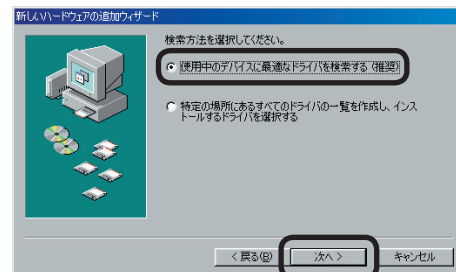 新しいハードウェアの追加ウィザード
検索方法を選択してください。
使用中のデバイスに最適なドライバを検索する（推奨）
特定の場所にあるすべてのドライバの一覧を作成し、インス
トールするドライバを選択する
< 戻る(B)
次へ >
キャンセル